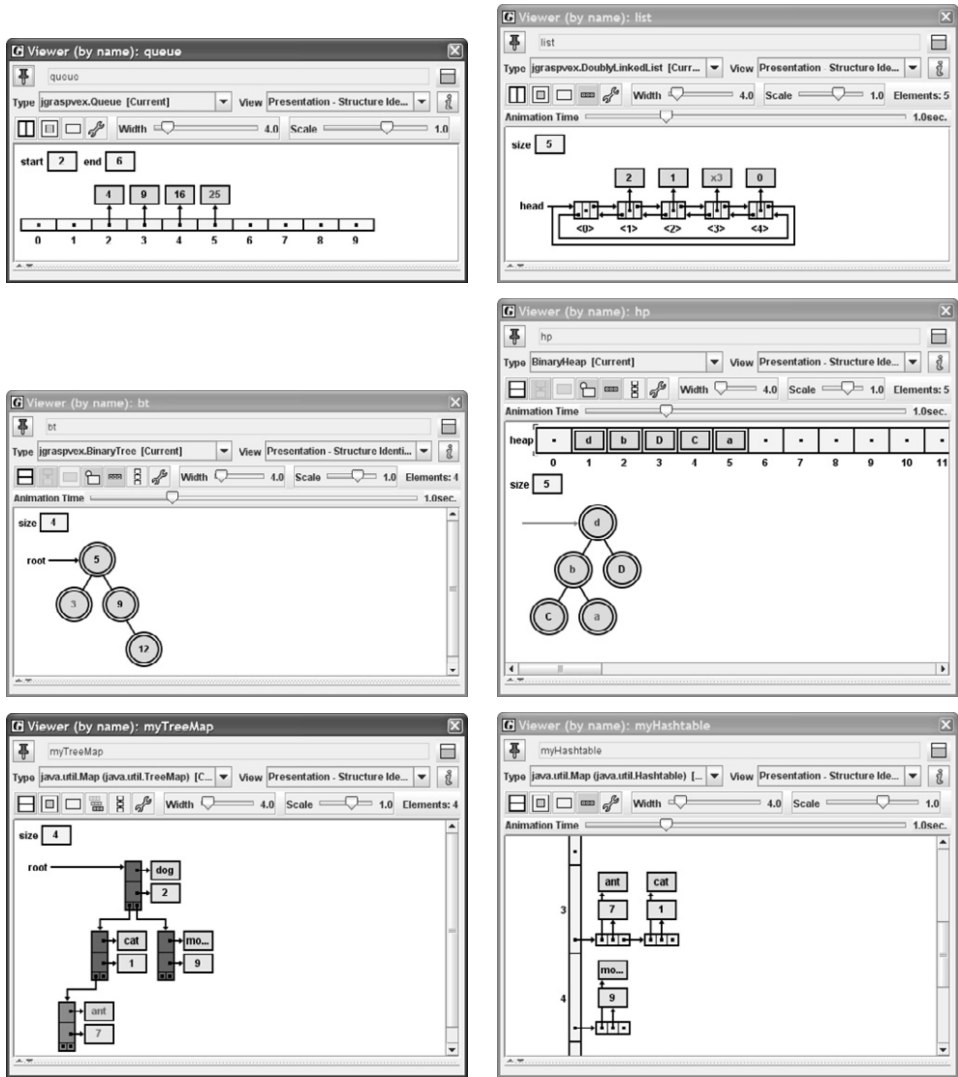 Viewer (by name): queue
queue
Type jgraspvex.Queue [Current] View Presentation - Structure Ide...
Width 4.0 Scale 1.0
start 2 end 6
4 9 16 25
0 1 2 3 4 5 6 7 8 9
Viewer (by name): list
list
Type jgraspvex.DoublyLinkedList [Curr... View Presentation - Structure Ide...
Width 4.0 Scale 1.0 Elements: 5
Animation Time 1.0sec.
size 5
2 1 x3 0
head
<0> <1> <2> <3> <4>
Viewer (by name): bt
bt
Type jgraspvex.BinaryTree [Current] View Presentation - Structure Identi...
Width 4.0 Scale 1.0 Elements: 4
Animation Time 1.0sec.
size 4
root 5
3 9
12
Viewer (by name): hp
hp
Type BinaryHeap [Current] View Presentation - Structure Ide...
Width 4.0 Scale 1.0 Elements: 5
Animation Time 1.0sec.
heap d b D C a
0 1 2 3 4 5 6 7 8 9 10 11
size 5
d
b D
C a
Viewer (by name): myTreeMap
myTreeMap
Type java.util.Map (java.util.TreeMap) [C... View Presentation - Structure Ide...
Width 4.0 Scale 1.0 Elements: 4
size 4
root dog
2
cat mo...
1 9
ant
7
Viewer (by name): myHashtable
myHashtable
Type java.util.Map (java.util.Hashtable) [... View Presentation - Structure Ide...
Width 4.0 Scale 1.0
Animation Time 1.0sec.
ant cat
3 7 1
mo...
4 9